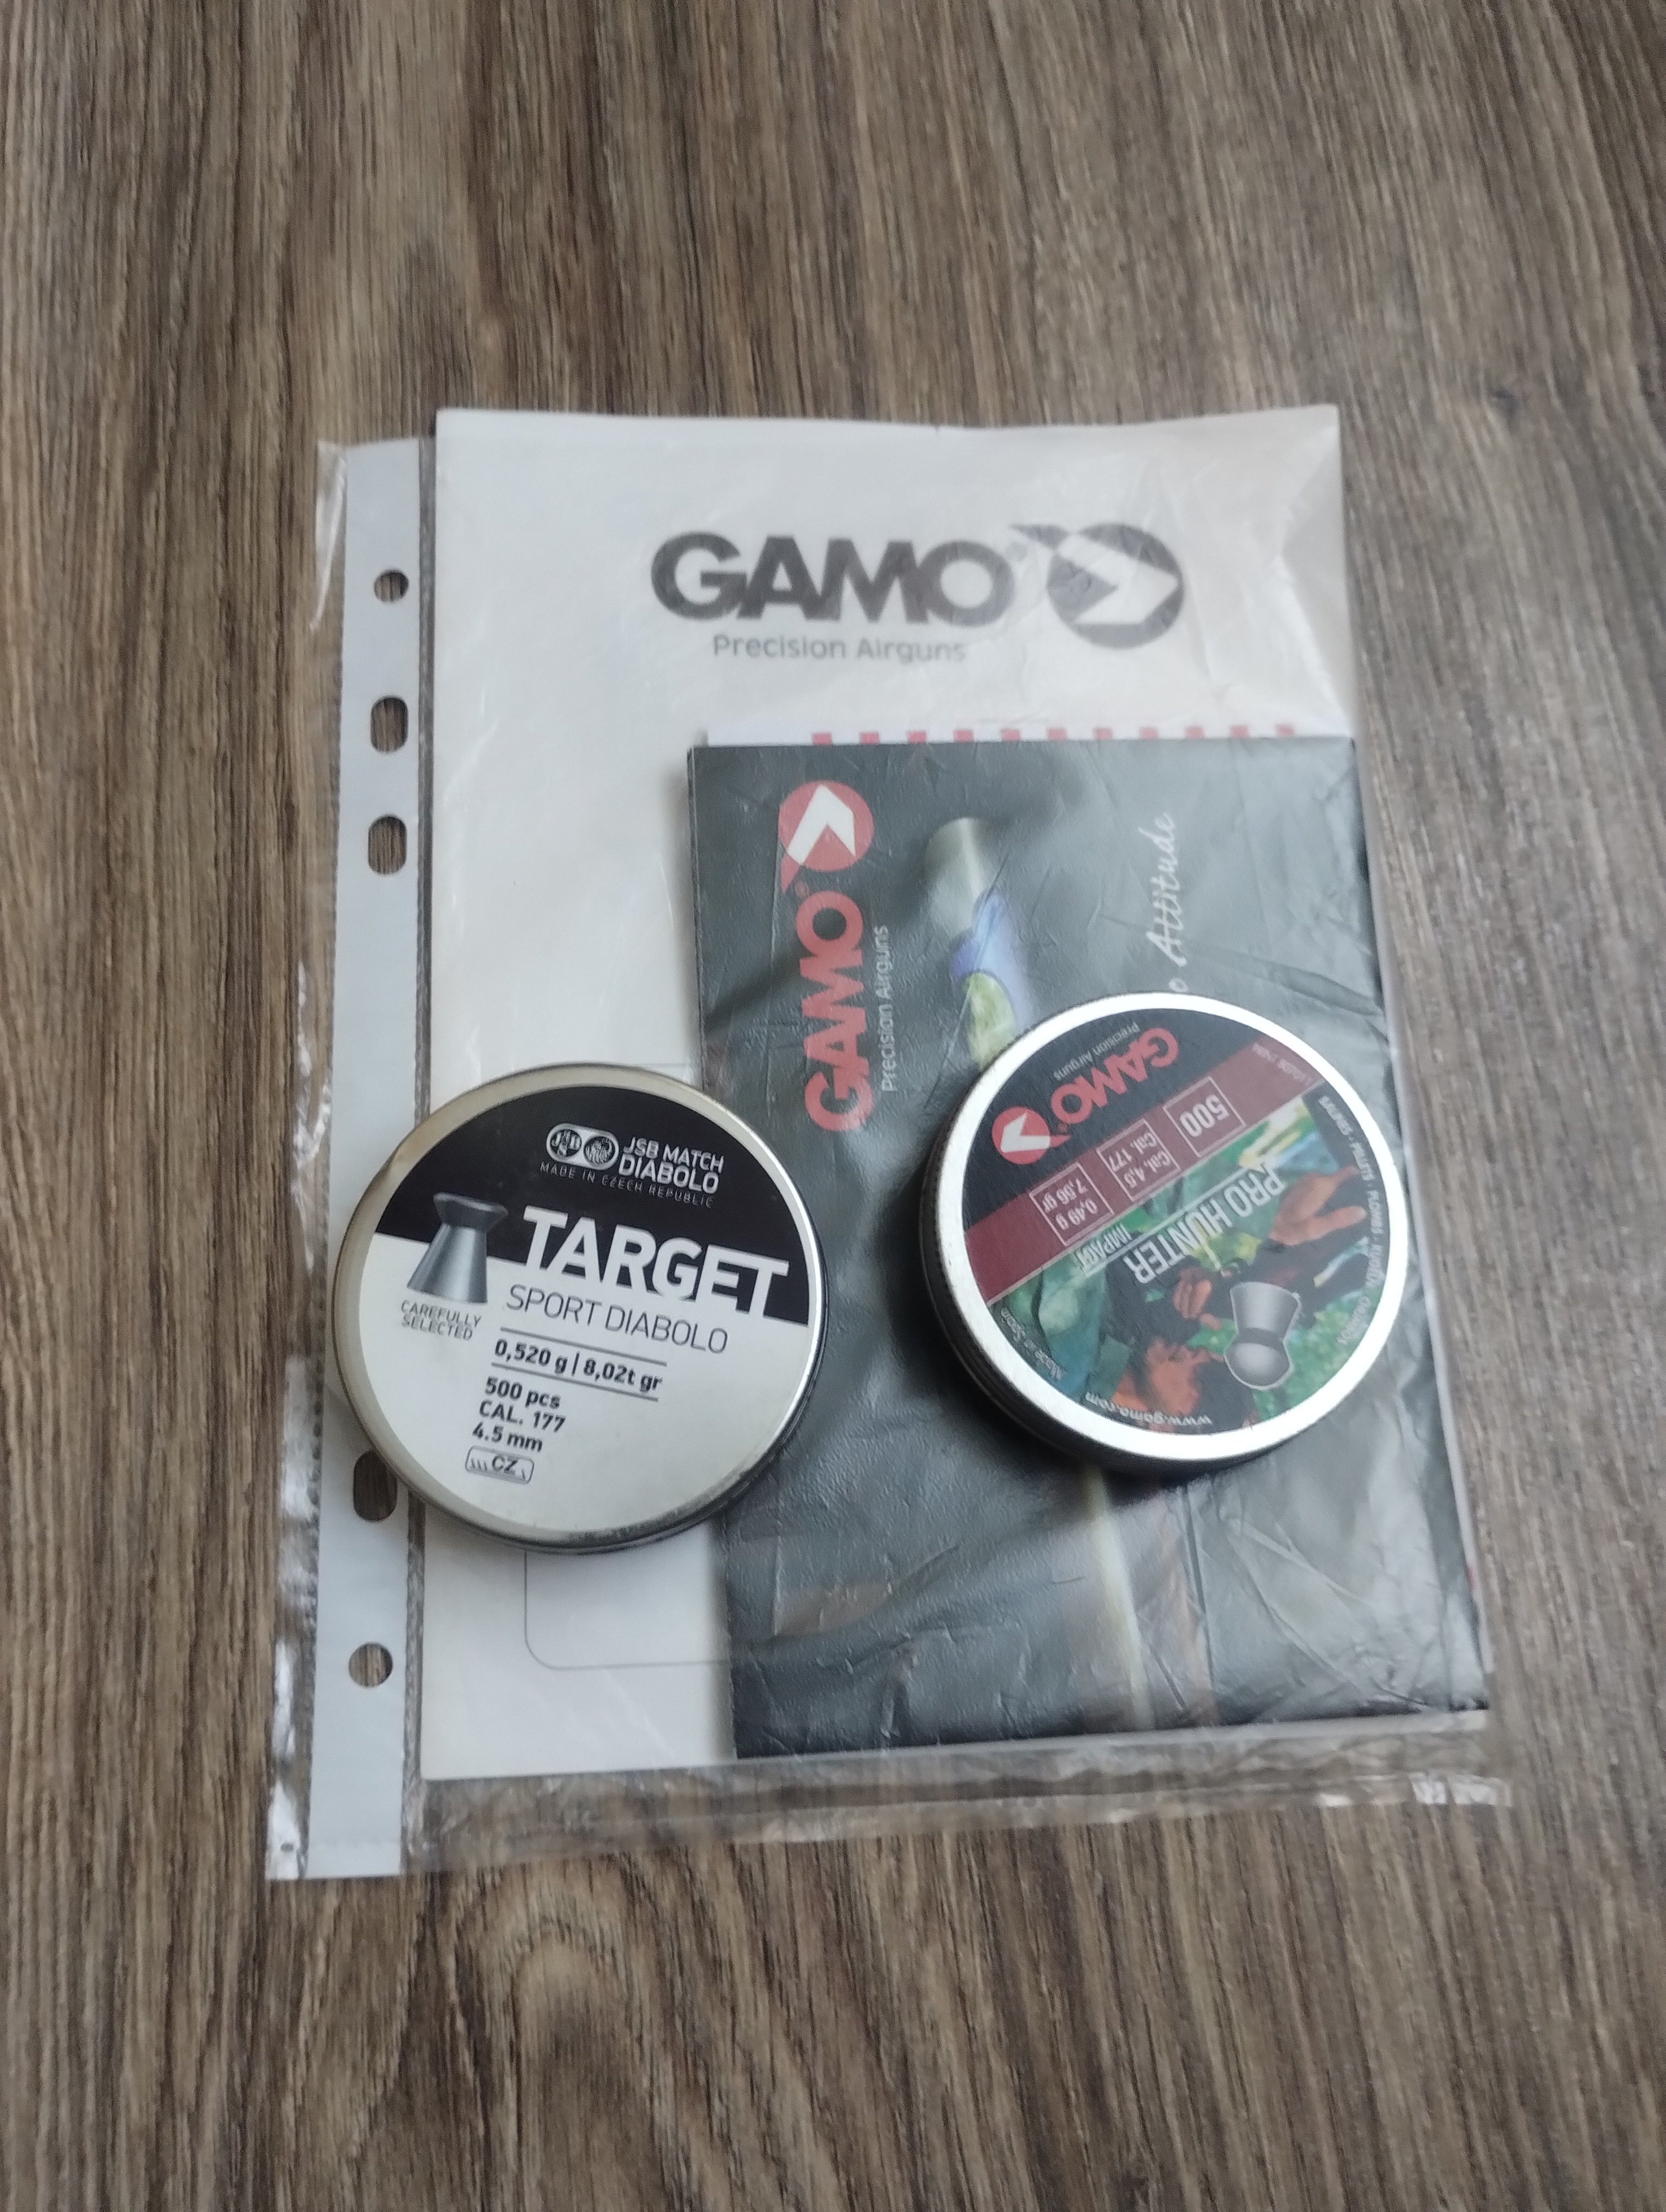 GAMO®
Precision Airguns
GAMO®
Precision Airguns
Attitude
JSB
JSB MATCH
DIABOLO
MADE IN CZECH REPUBLIC
TARGET
SPORT DIABOLO
CAREFULLY
SELECTED
0,520 g | 8,02t gr
500 pcs
CAL. 177
4.5 mm
CZ
GAMO
Precision Airguns
500
Cal. 4,5
Cal. 177
0,49 g
7,56 gr
PRO HUNTER
IMPACT
Made in Spain
www.gamo.com